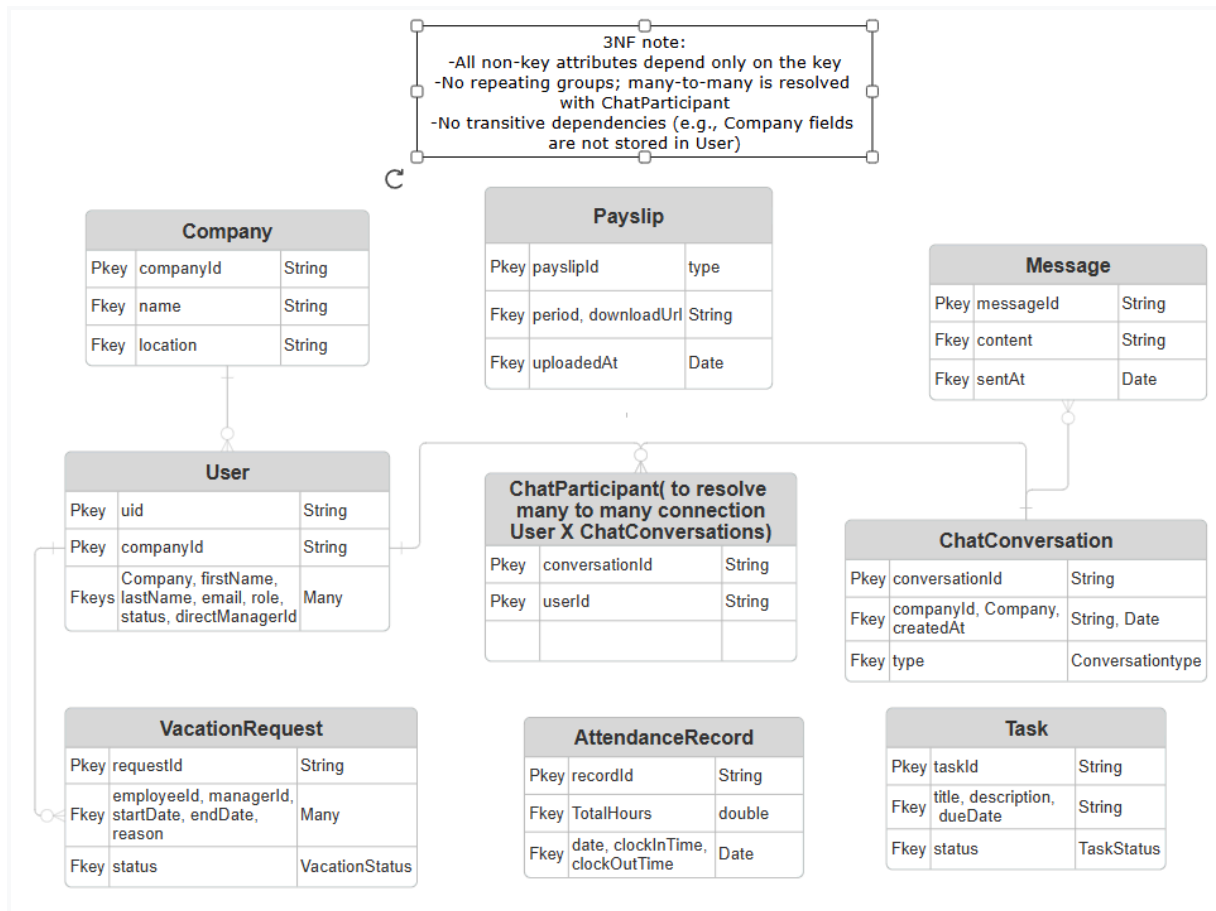 3NF note:
-All non-key attributes depend only on the key
-No repeating groups; many-to-many is resolved
with ChatParticipant
-No transitive dependencies (e.g., Company fields
are not stored in User)
Company
Pkey companyId String
Fkey name String
Fkey location String
Payslip
Pkey payslipId type
Fkey period, downloadUrl String
Fkey uploadedAt Date
Message
Pkey messageId String
Fkey content String
Fkey sentAt Date
User
Pkey uid String
Pkey companyId String
Fkeys Company, firstName,
lastName, email, role,
status, directManagerId Many
ChatParticipant( to resolve
many to many connection
User X ChatConversations)
Pkey conversationId String
Pkey userId String
ChatConversation
Pkey conversationId String
Fkey companyId, Company,
createdAt String, Date
Fkey type Conversationtype
VacationRequest
Pkey requestId String
Fkey employeeId, managerId,
startDate, endDate,
reason Many
Fkey status VacationStatus
AttendanceRecord
Pkey recordId String
Fkey TotalHours double
Fkey date, clockInTime,
clockOutTime Date
Task
Pkey taskId String
Fkey title, description,
dueDate String
Fkey status TaskStatus